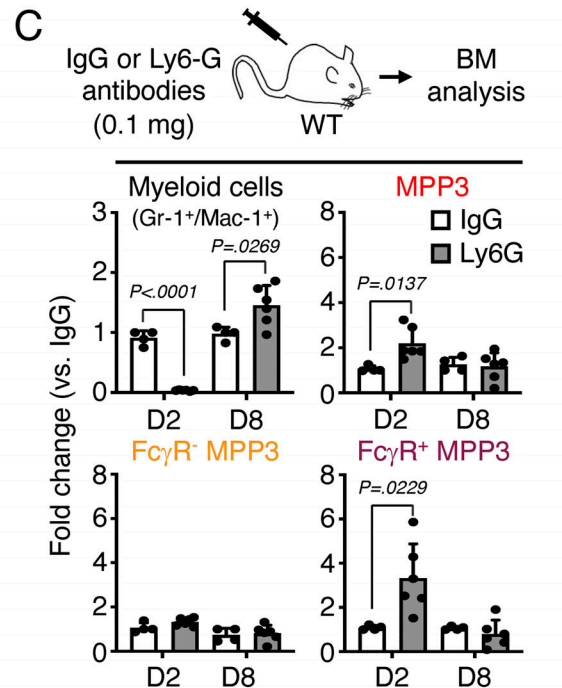 C
IgG or Ly6-G
antibodies
(0.1 mg)
WT
BM
analysis
Fold change (vs. IgG)
Myeloid cells
(Gr-1⁺/Mac-1⁺)
3
2
1
0
P<.0001
P=.0269
D2 D8
MPP3
IgG
Ly6G
8
6
4
2
0
P=.0137
D2 D8
FcγR⁻ MPP3
8
6
4
2
0
D2 D8
FcγR⁺ MPP3
8
6
4
2
0
P=.0229
D2 D8